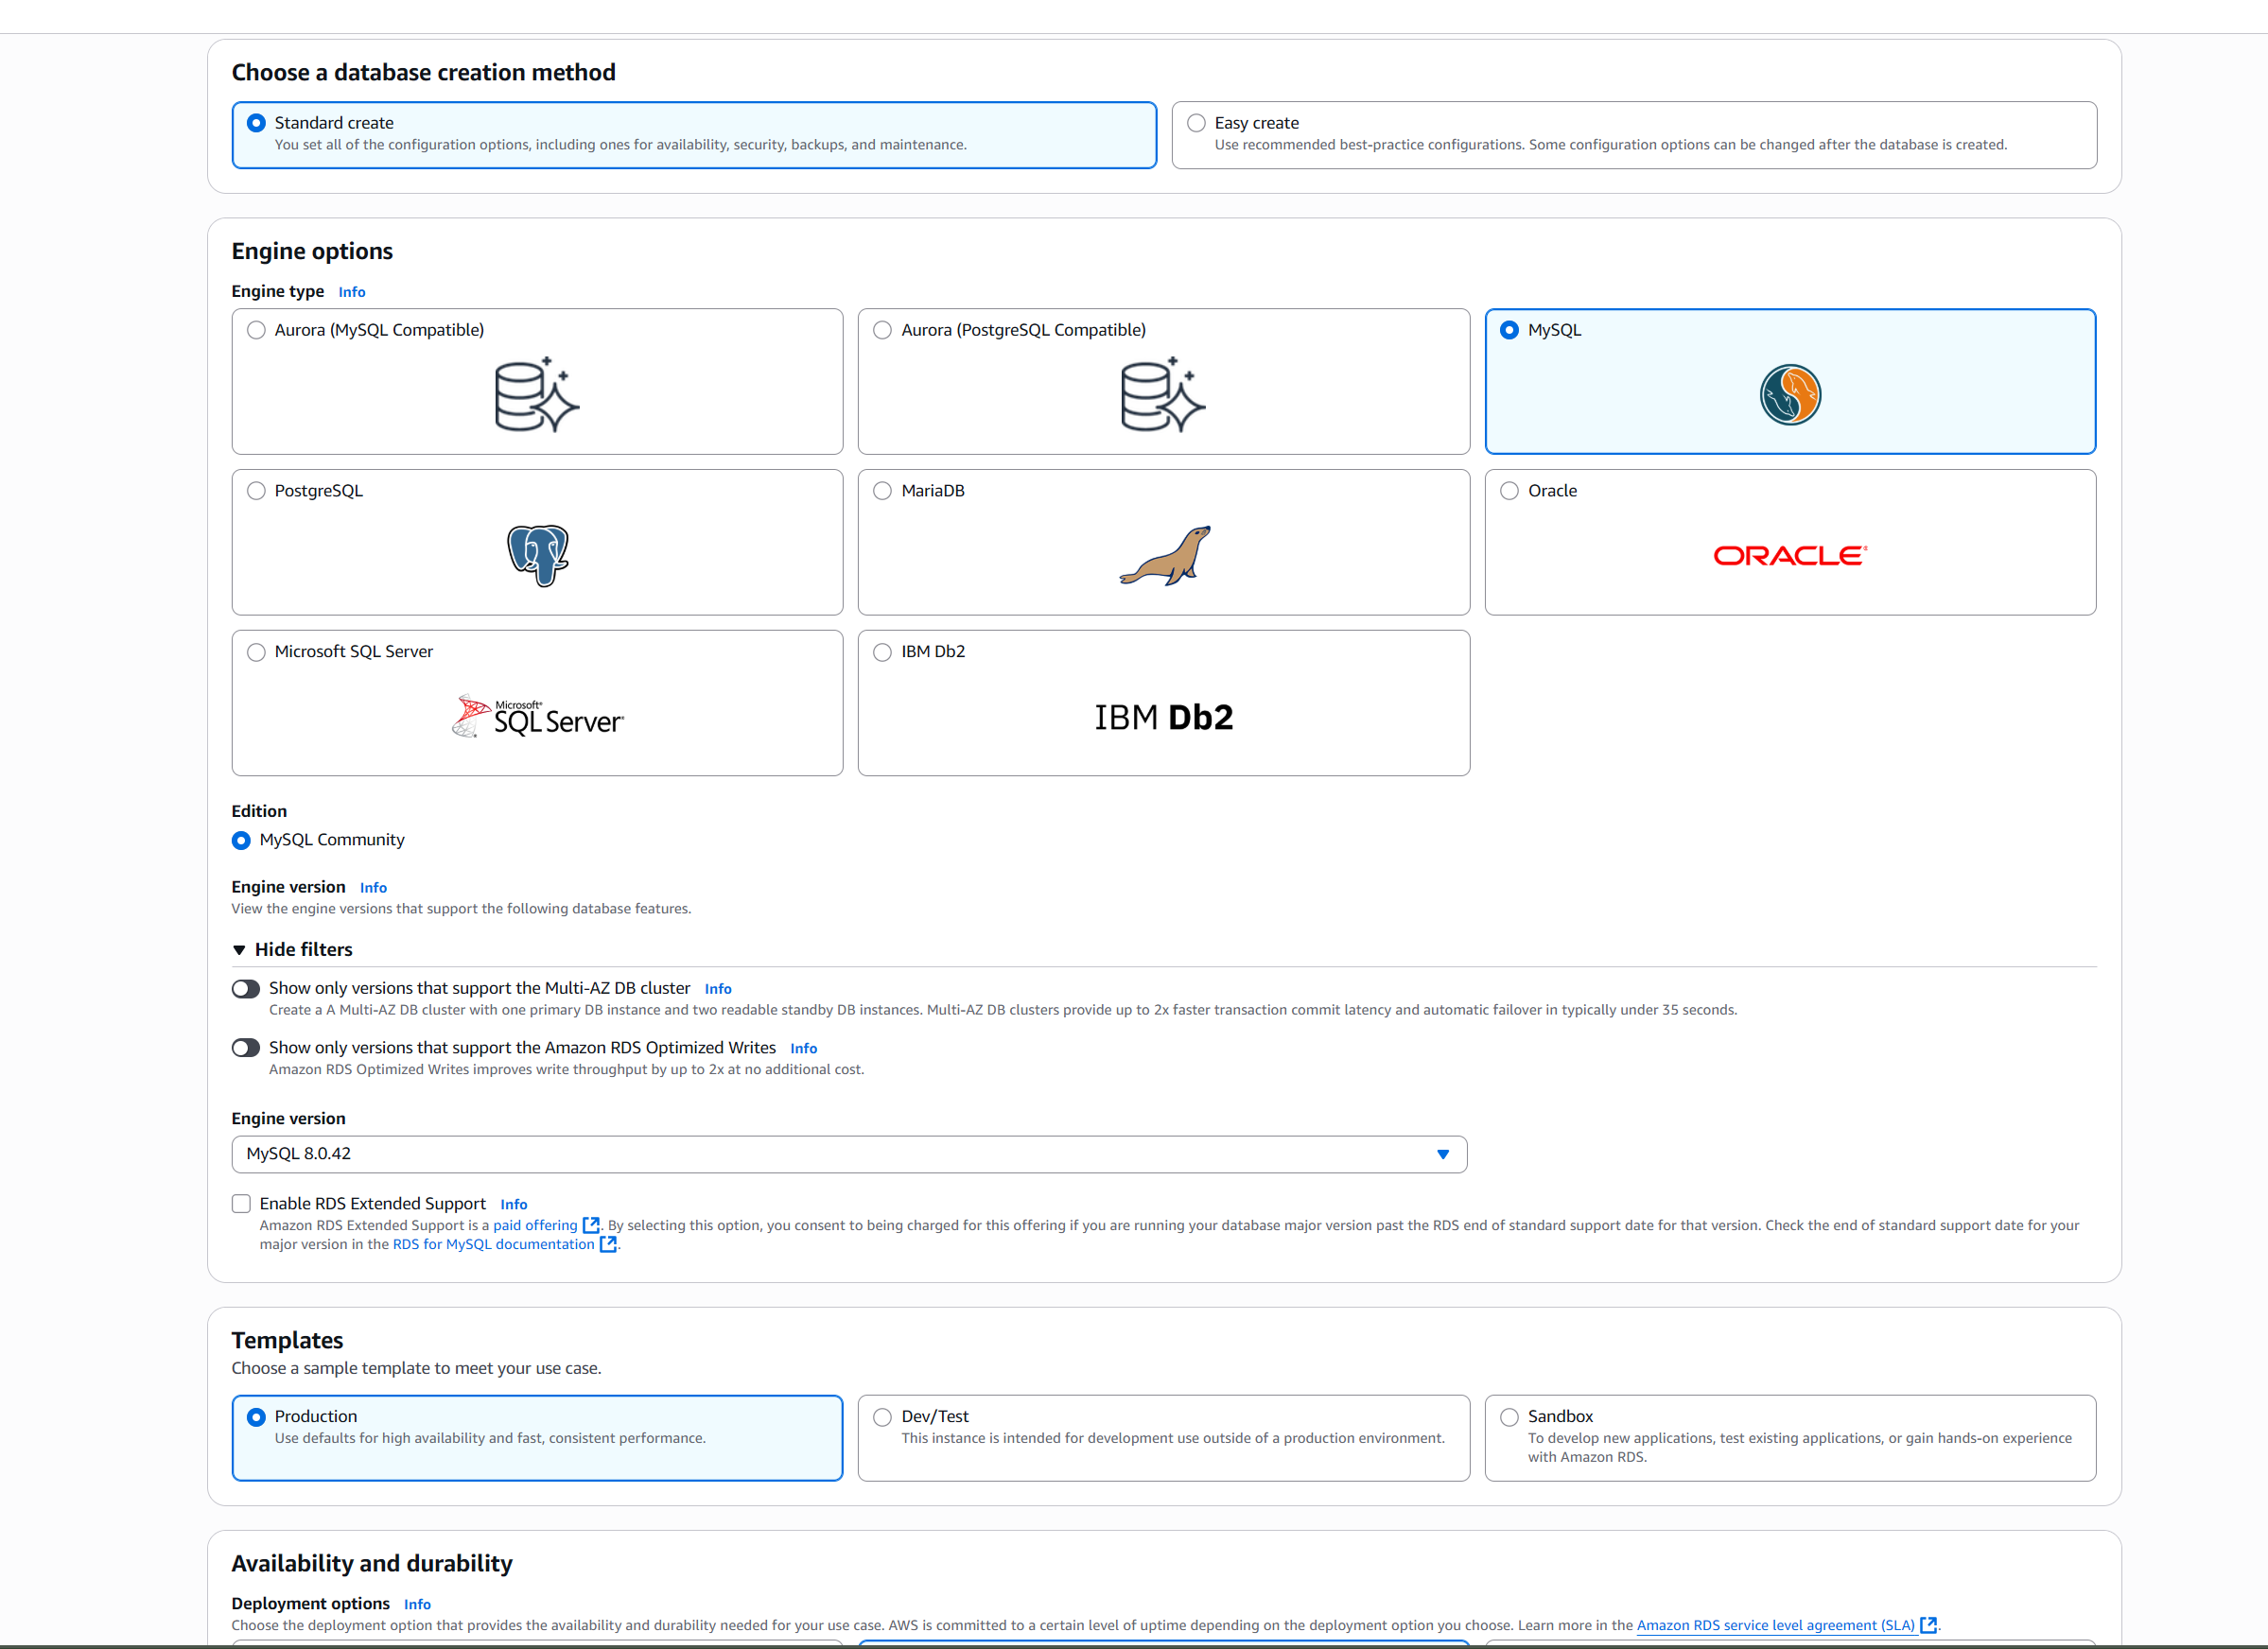 Choose a database creation method
Standard create
You set all of the configuration options, including ones for availability, security, backups, and maintenance.
Easy create
Use recommended best-practice configurations. Some configuration options can be changed after the database is created.
Engine options
Engine type Info
Aurora (MySQL Compatible)
Aurora (PostgreSQL Compatible)
MySQL
PostgreSQL
MariaDB
Oracle
ORACLE
Microsoft SQL Server
Microsoft
SQL Server
IBM Db2
IBM Db2
Edition
MySQL Community
Engine version Info
View the engine versions that support the following database features.
Hide filters
Show only versions that support the Multi-AZ DB cluster Info
Create a A Multi-AZ DB cluster with one primary DB instance and two readable standby DB instances. Multi-AZ DB clusters provide up to 2x faster transaction commit latency and automatic failover in typically under 35 seconds.
Show only versions that support the Amazon RDS Optimized Writes Info
Amazon RDS Optimized Writes improves write throughput by up to 2x at no additional cost.
Engine version
MySQL 8.0.42
Enable RDS Extended Support Info
Amazon RDS Extended Support is a paid offering. By selecting this option, you consent to being charged for this offering if you are running your database major version past the RDS end of standard support date for that version. Check the end of standard support date for your
major version in the RDS for MySQL documentation.
Templates
Choose a sample template to meet your use case.
Production
Use defaults for high availability and fast, consistent performance.
Dev/Test
This instance is intended for development use outside of a production environment.
Sandbox
To develop new applications, test existing applications, or gain hands-on experience
with Amazon RDS.
Availability and durability
Deployment options Info
Choose the deployment option that provides the availability and durability needed for your use case. AWS is committed to a certain level of uptime depending on the deployment option you choose. Learn more in the Amazon RDS service level agreement (SLA).